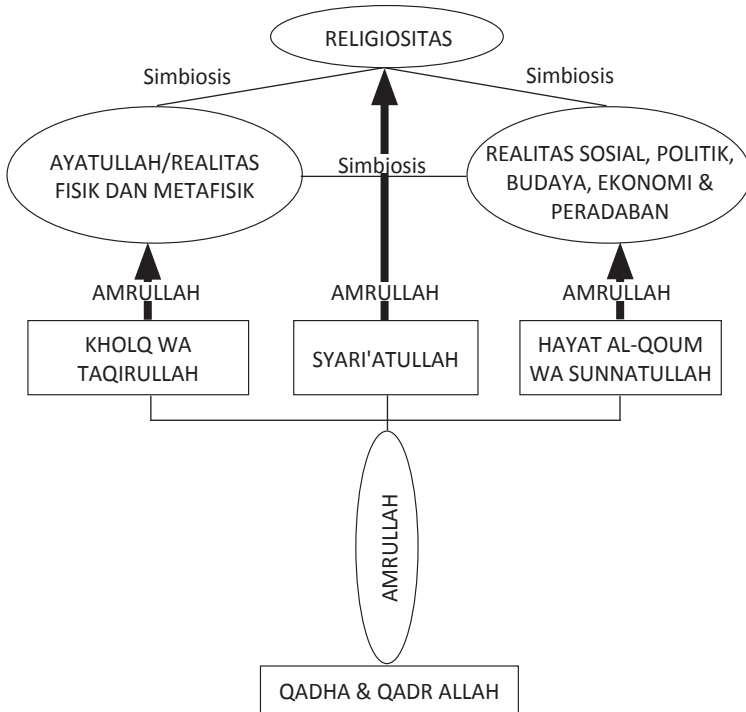 RELIGIOSITAS
Simbiosis
Simbiosis
AYATULLAH/REALITAS
FISIK DAN METAFISIK
Simbiosis
REALITAS SOSIAL, POLITIK,
BUDAYA, EKONOMI &
PERADABAN
AMRULLAH
AMRULLAH
AMRULLAH
KHOLQ WA
TAQIRULLAH
SYARI'ATULLAH
HAYAT AL-QOUM
WA SUNNATULLAH
AMRULLAH
QADHA & QADR ALLAH